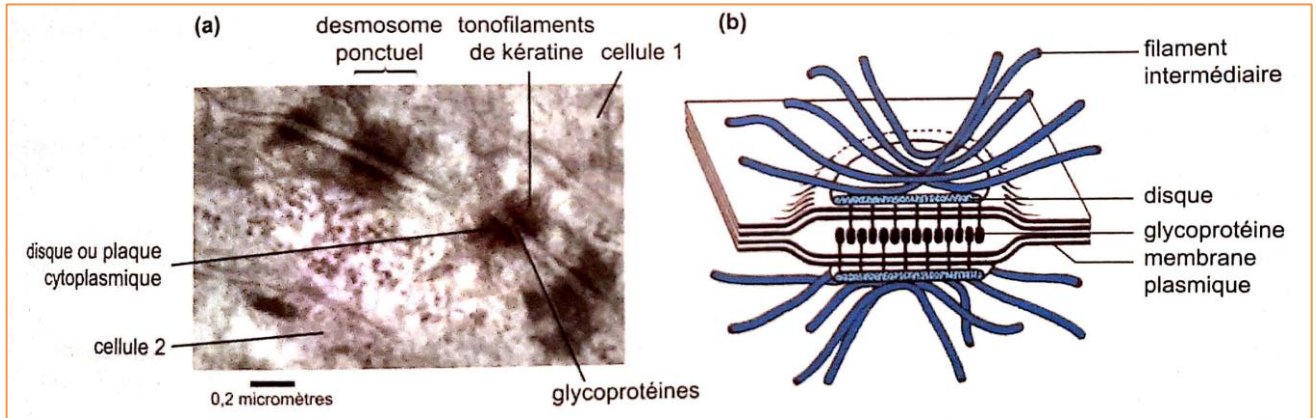 (a)
desmosome
ponctuel
tonofilaments
de kératine
cellule 1
disque ou plaque
cytoplasmique
cellule 2
0,2 micromètres
glycoprotéines
(b)
filament
intermédiaire
disque
glycoprotéine
membrane
plasmique